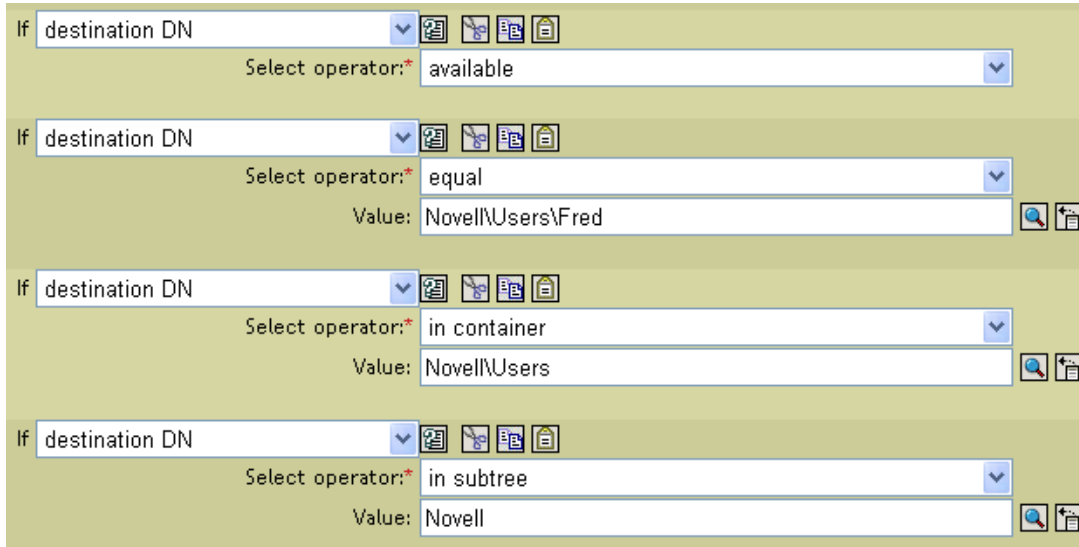 If destination DN
Select operator:* available
If destination DN
Select operator:* equal
Value: Novell\Users\Fred
If destination DN
Select operator:* in container
Value: Novell\Users
If destination DN
Select operator:* in subtree
Value: Novell